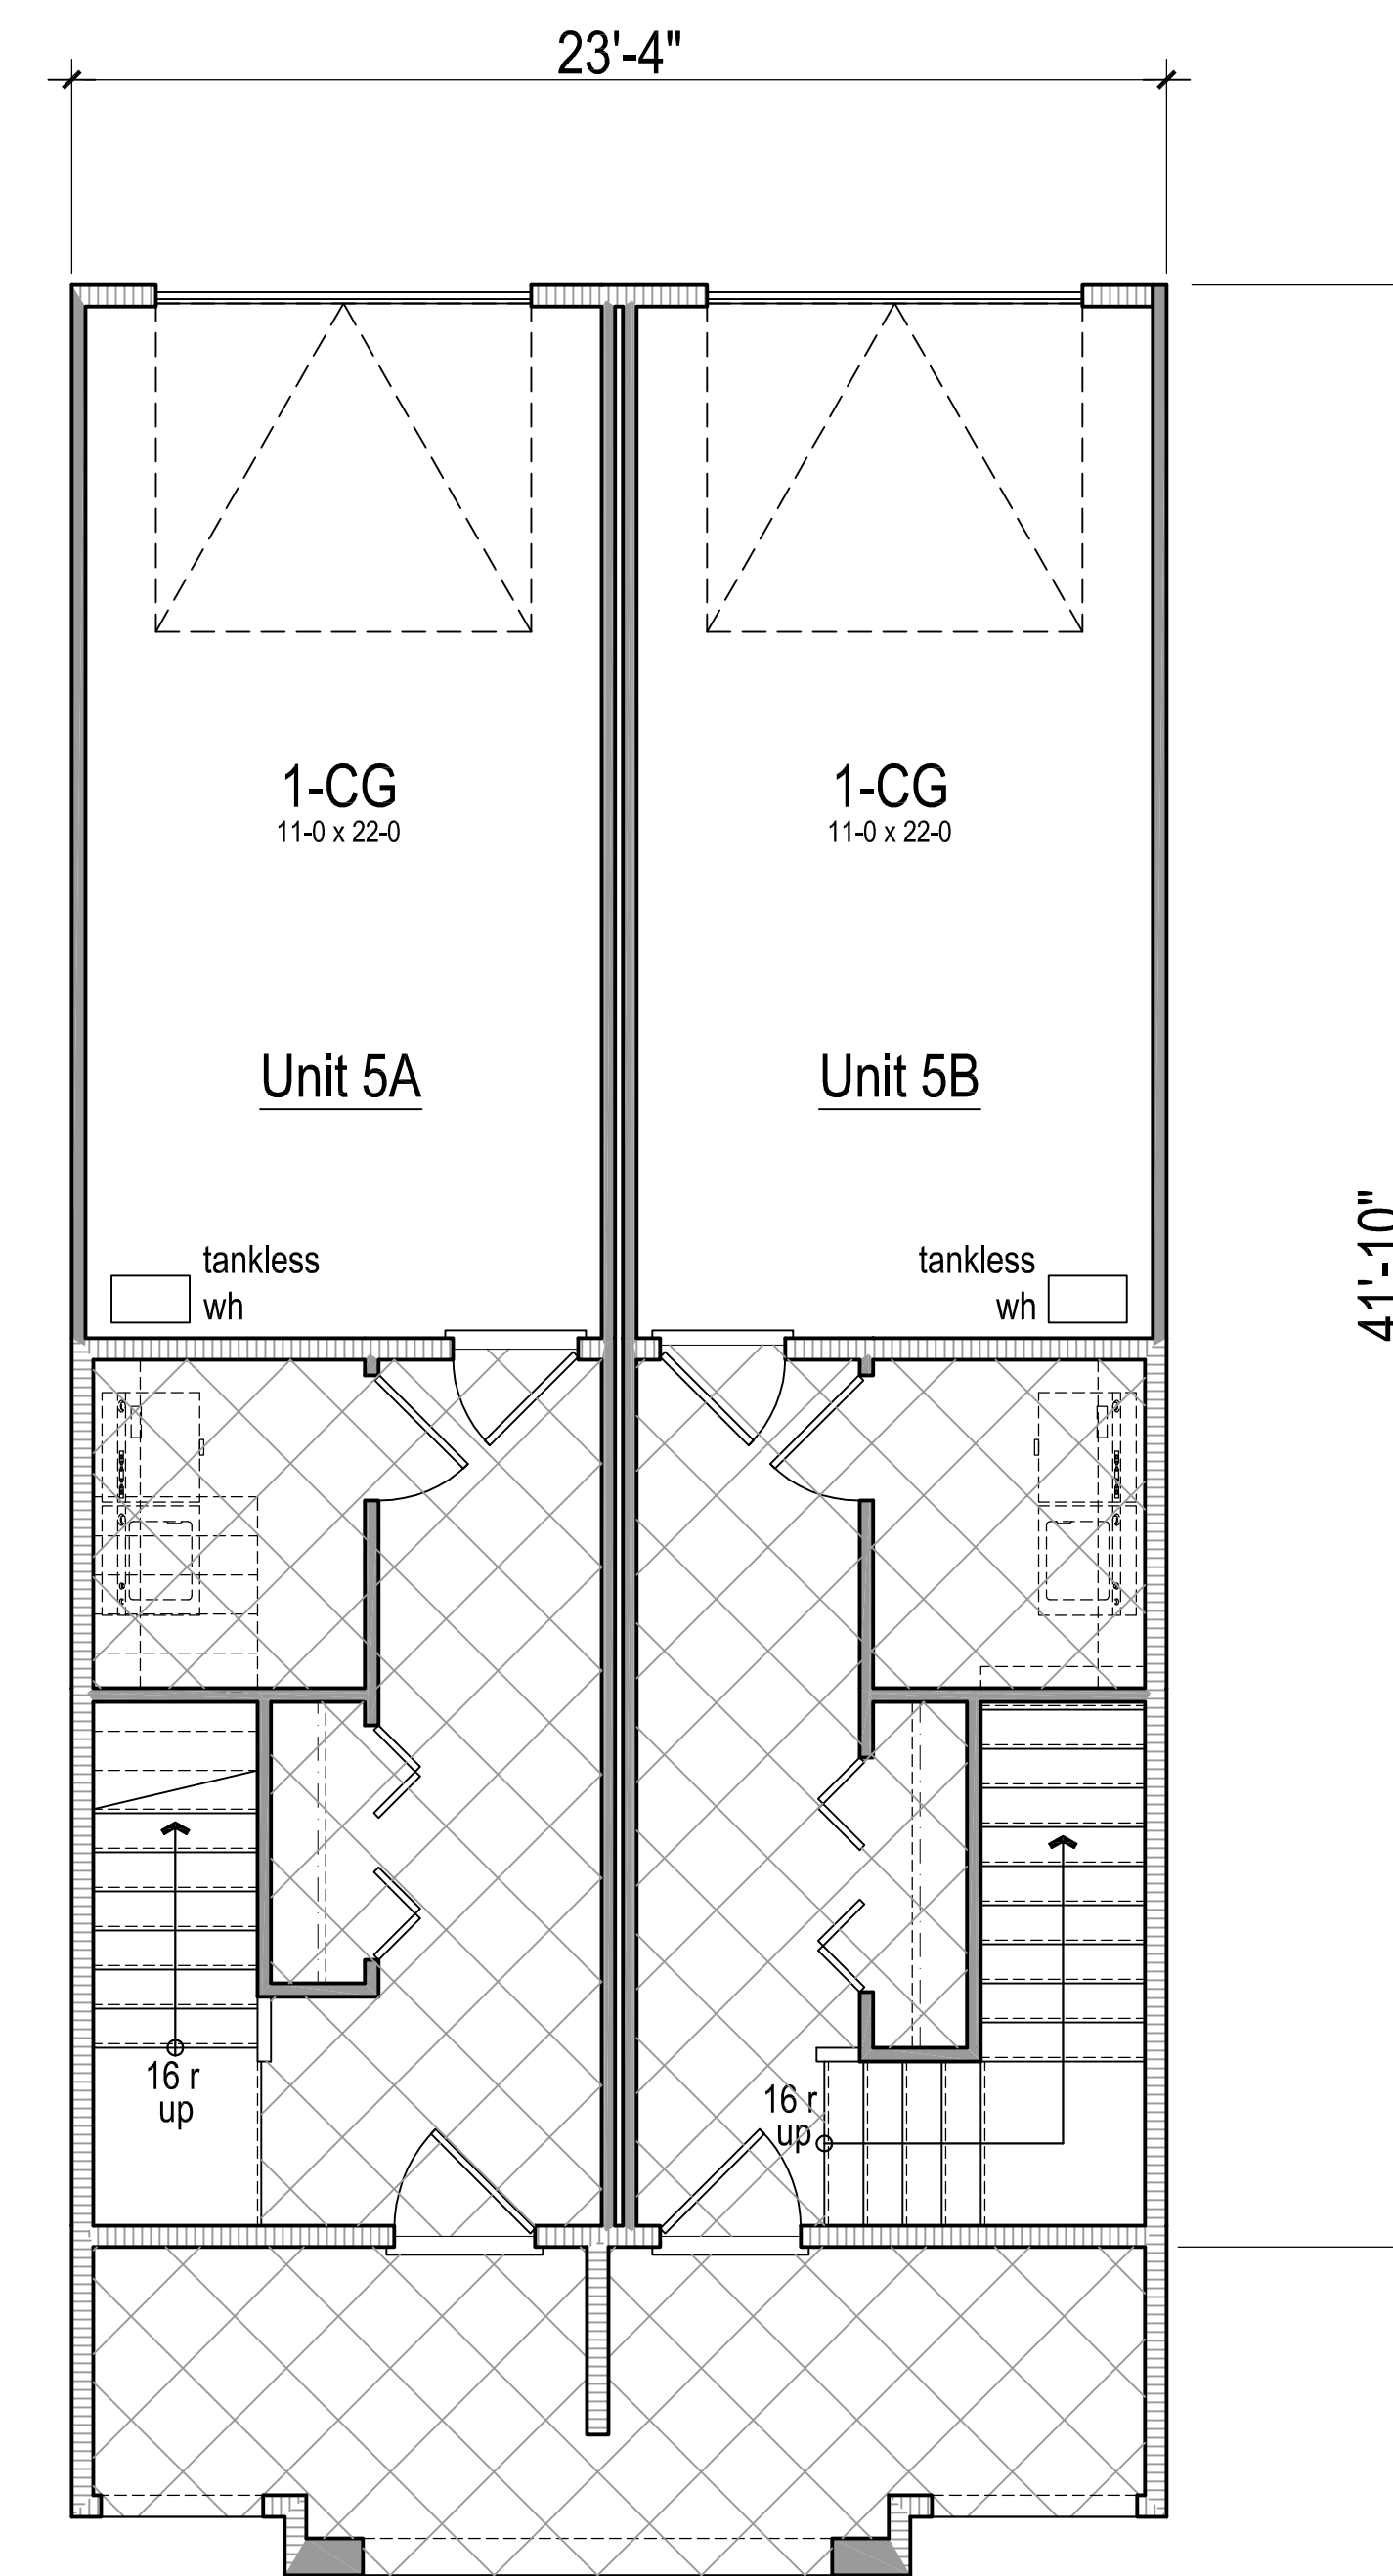 23'-4"
1-CG
11-0 x 22-0
1-CG
11-0 x 22-0
Unit 5A
Unit 5B
41'-10"
tankless
wh
tankless
wh
16 r
up
16 r
up